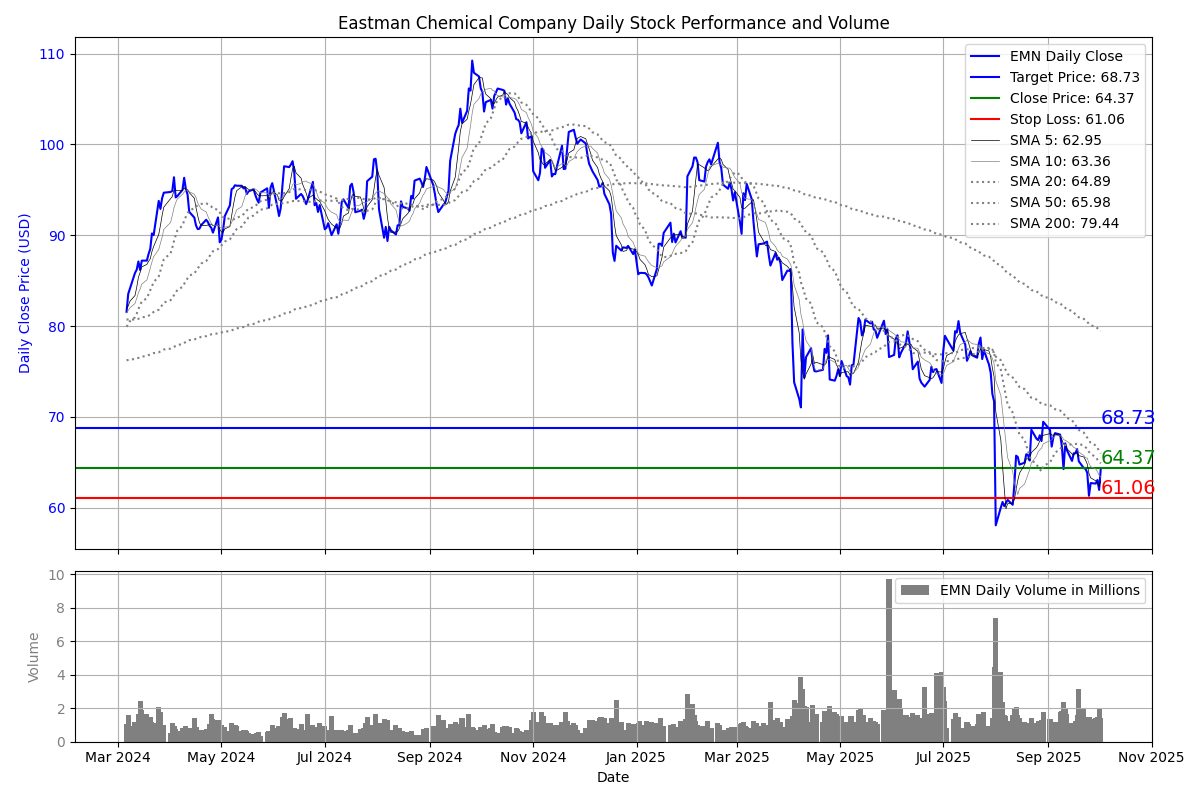 Eastman Chemical Company Daily Stock Performance and Volume
Daily Close Price (USD)
110
100
90
80
70
60
EMN Daily Close
Target Price: 68.73
Close Price: 64.37
Stop Loss: 61.06
SMA 5: 62.95
SMA 10: 63.36
SMA 20: 64.89
SMA 50: 65.98
SMA 200: 79.44
68.73
64.37
61.06
Volume
10
8
6
4
2
0
EMN Daily Volume in Millions
Mar 2024 May 2024 Jul 2024 Sep 2024 Nov 2024 Jan 2025 Mar 2025 May 2025 Jul 2025 Sep 2025 Nov 2025
Date